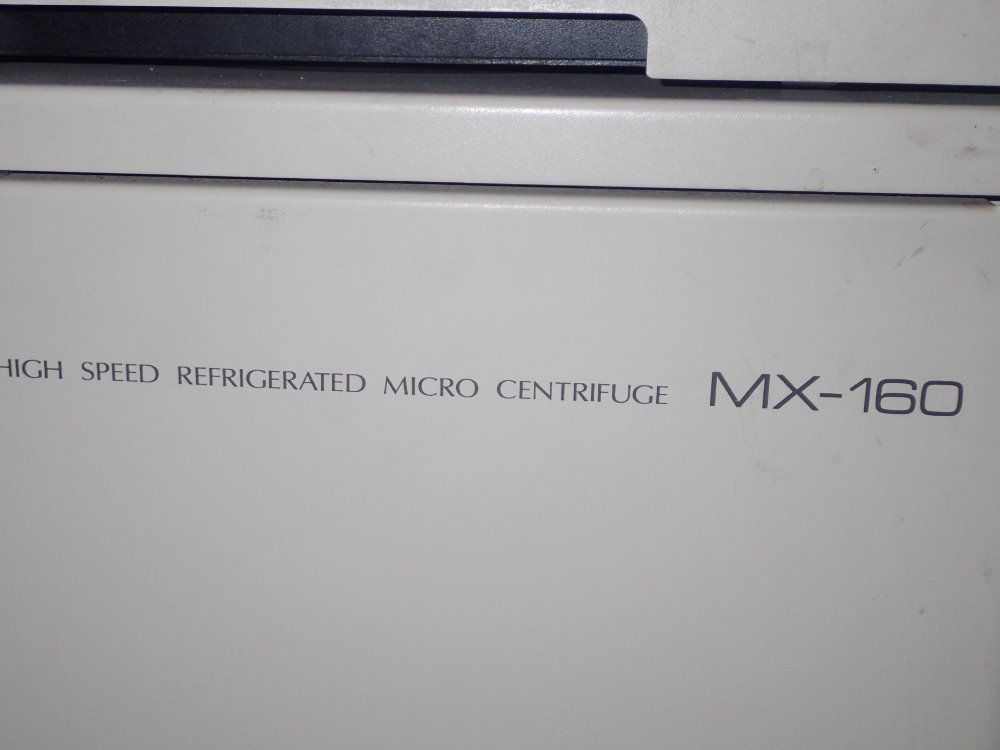 HIGH SPEED REFRIGERATED MICRO CENTRIFUGE MX-160